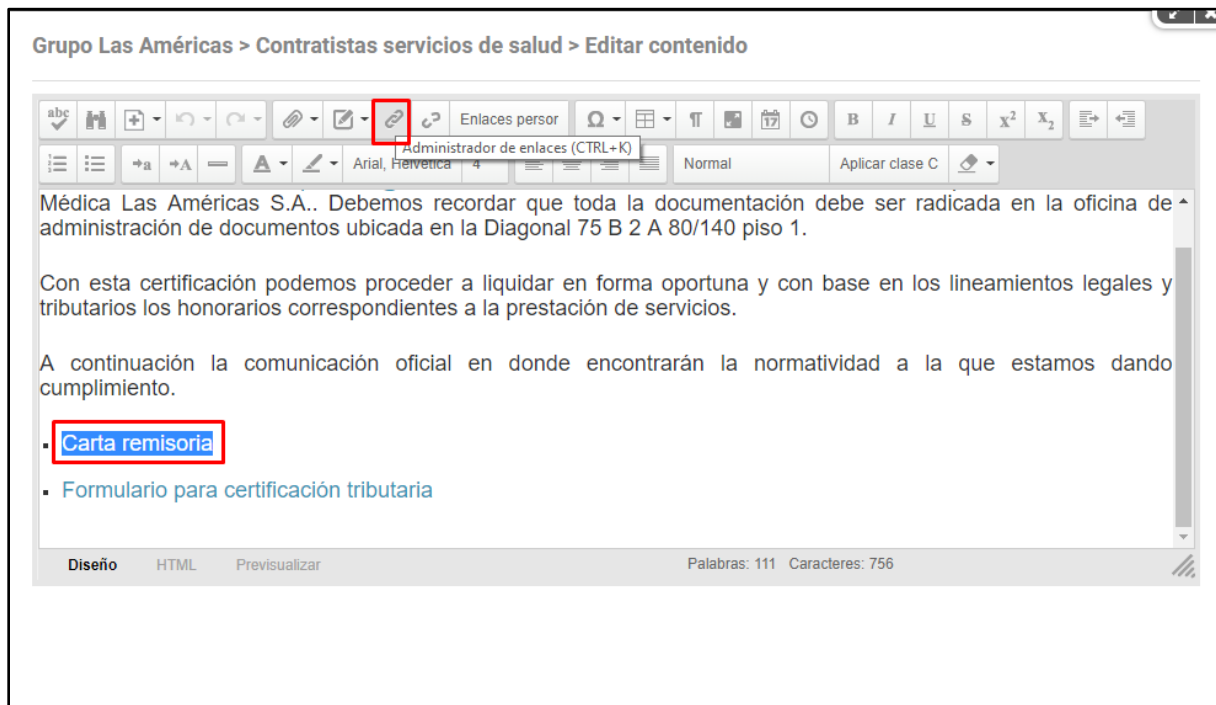 Grupo Las Américas > Contratistas servicios de salud > Editar contenido
abc Enlaces persor Ω ¶ 17 B I U S X² X₂
Administrador de enlaces (CTRL+K)
a A A Arial, Helvetica 4 Normal Aplicar clase C
Médica Las Américas S.A.. Debemos recordar que toda la documentación debe ser radicada en la oficina de
administración de documentos ubicada en la Diagonal 75 B 2 A 80/140 piso 1.
Con esta certificación podemos proceder a liquidar en forma oportuna y con base en los lineamientos legales y
tributarios los honorarios correspondientes a la prestación de servicios.
A continuación la comunicación oficial en donde encontrarán la normatividad a la que estamos dando
cumplimiento.
▪ Carta remisoria
▪ Formulario para certificación tributaria
Diseño HTML Previsualizar Palabras: 111 Caracteres: 756